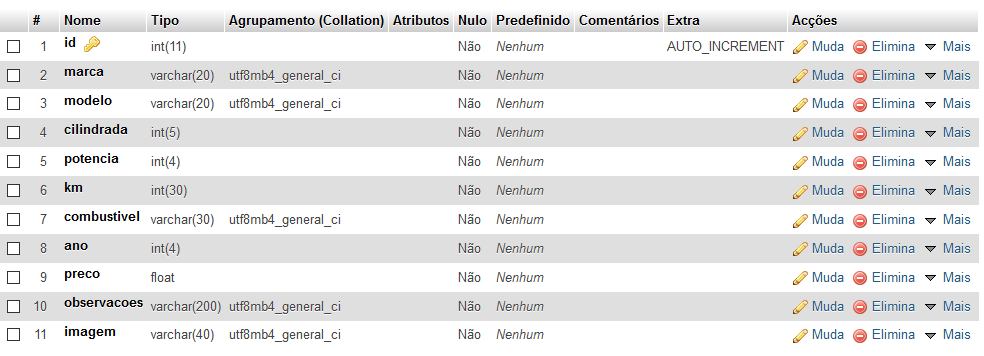 # Nome Tipo Agrupamento (Collation) Atributos Nulo Predefinido Comentários Extra Acções
1 id int(11) Não Nenhum AUTO_INCREMENT Muda Elimina Mais
2 marca varchar(20) utf8mb4_general_ci Não Nenhum Muda Elimina Mais
3 modelo varchar(20) utf8mb4_general_ci Não Nenhum Muda Elimina Mais
4 cilindrada int(5) Não Nenhum Muda Elimina Mais
5 potencia int(4) Não Nenhum Muda Elimina Mais
6 km int(30) Não Nenhum Muda Elimina Mais
7 combustivel varchar(30) utf8mb4_general_ci Não Nenhum Muda Elimina Mais
8 ano int(4) Não Nenhum Muda Elimina Mais
9 preco float Não Nenhum Muda Elimina Mais
10 observacoes varchar(200) utf8mb4_general_ci Não Nenhum Muda Elimina Mais
11 imagem varchar(40) utf8mb4_general_ci Não Nenhum Muda Elimina Mais